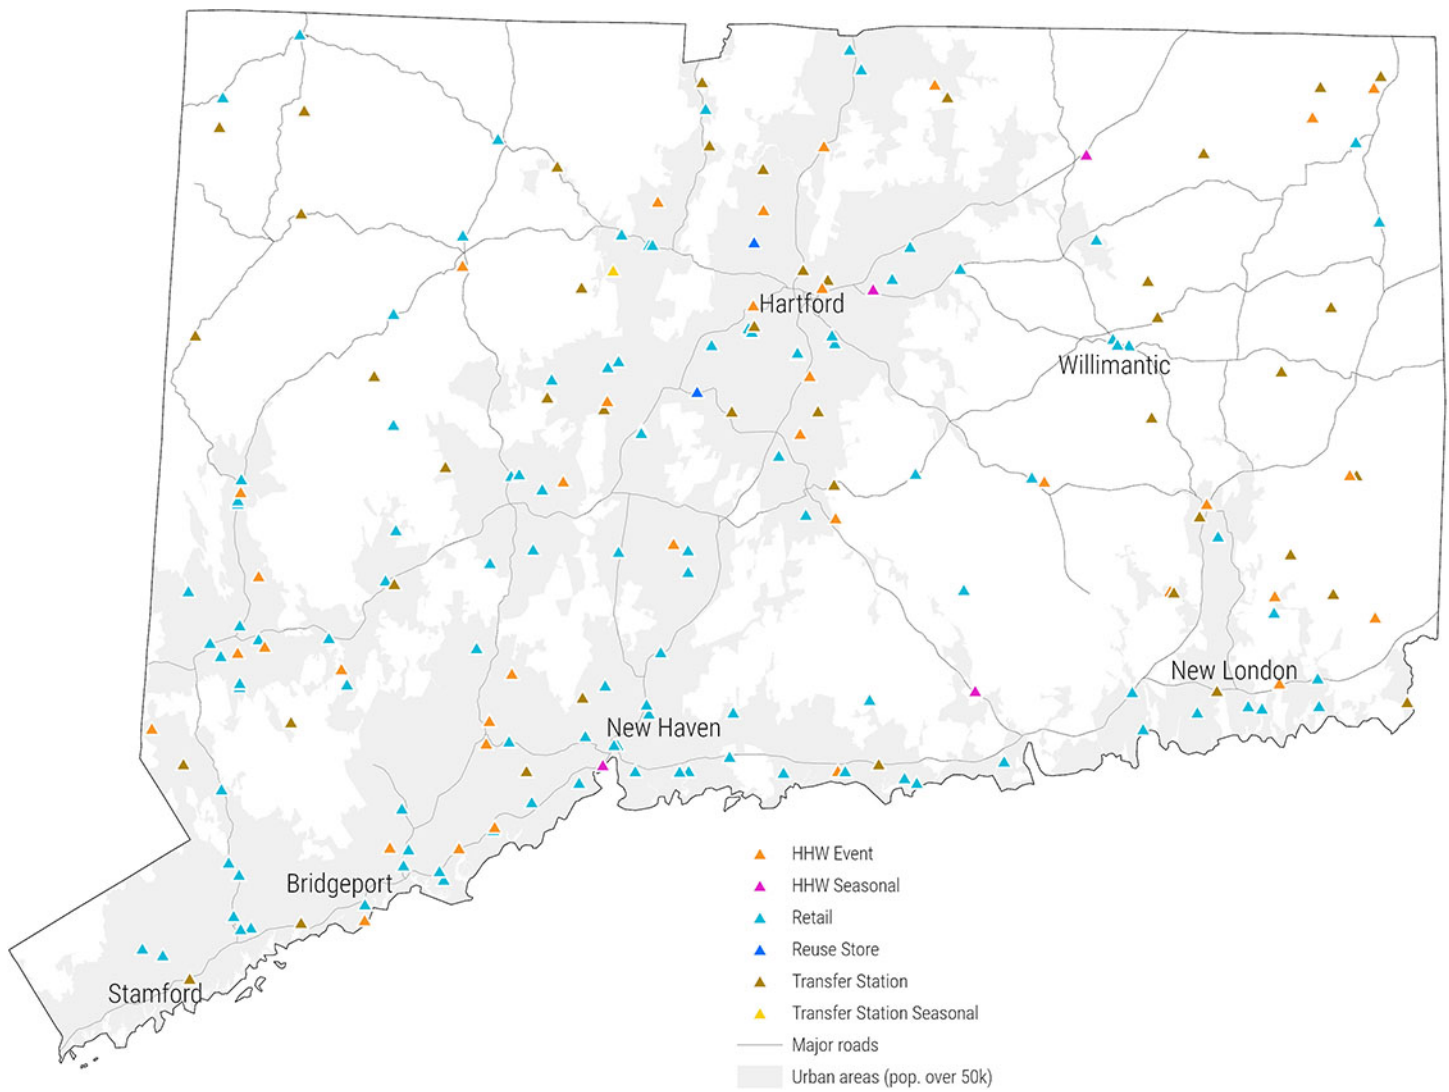 Hartford
Willimantic
New London
New Haven
Bridgeport
Stamford
HHW Event
HHW Seasonal
Retail
Reuse Store
Transfer Station
Transfer Station Seasonal
Major roads
Urban areas (pop. over 50k)